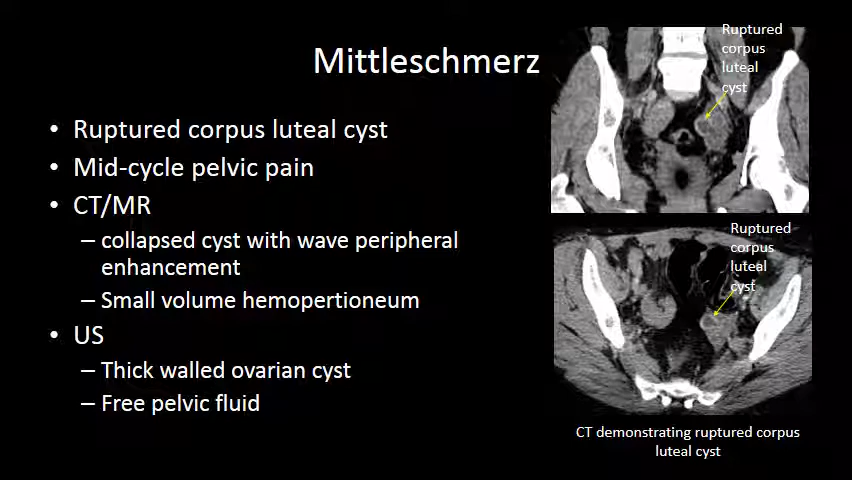 Mittleschmerz
• Ruptured corpus luteal cyst
• Mid-cycle pelvic pain
• CT/MR
– collapsed cyst with wave peripheral
enhancement
– Small volume hemopertioneum
• US
– Thick walled ovarian cyst
– Free pelvic fluid
Ruptured
corpus
luteal
cyst
Ruptured
corpus
luteal
cyst
CT demonstrating ruptured corpus
luteal cyst